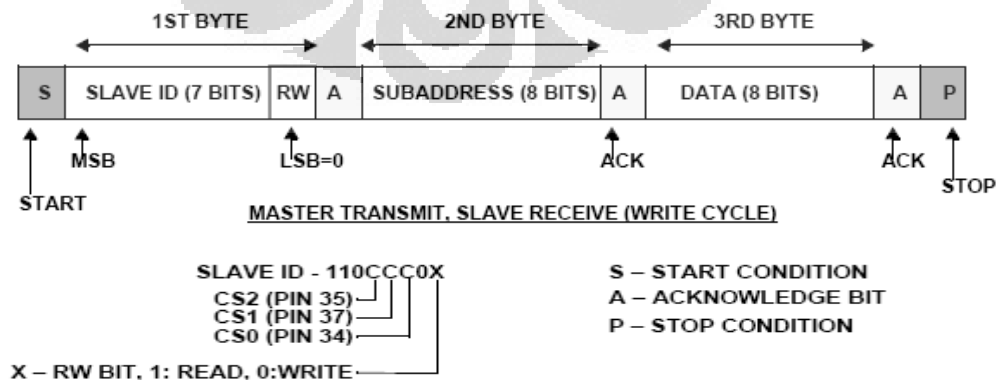 1ST BYTE 2ND BYTE 3RD BYTE
S SLAVE ID (7 BITS) RW A SUBADDRESS (8 BITS) A DATA (8 BITS) A P
MSB LSB=0 ACK ACK
START STOP
MASTER TRANSMIT, SLAVE RECEIVE (WRITE CYCLE)
SLAVE ID - 110CCC0X
CS2 (PIN 35)
CS1 (PIN 37)
CS0 (PIN 34)
X – RW BIT, 1: READ, 0:WRITE
S – START CONDITION
A – ACKNOWLEDGE BIT
P – STOP CONDITION